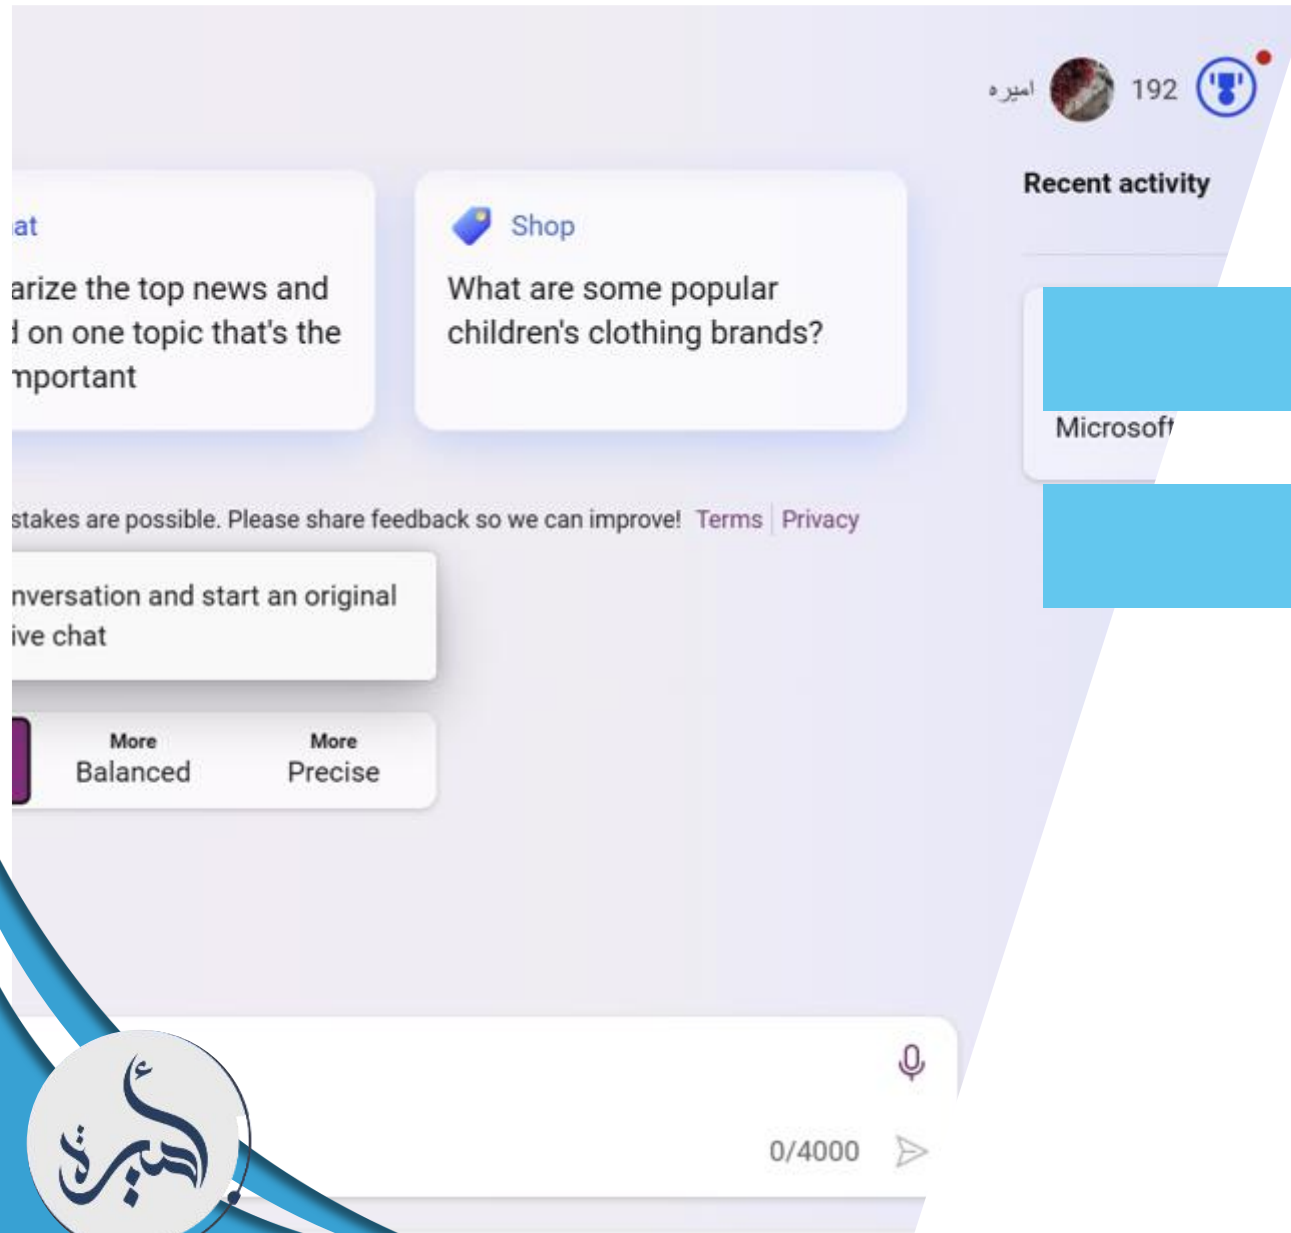 اميره
192
Recent activity
at
arize the top news and
d on one topic that's the
mportant
Shop
What are some popular
children's clothing brands?
Microsoft
stakes are possible. Please share feedback so we can improve! Terms | Privacy
nversation and start an original
ive chat
More
Balanced
More
Precise
0/4000
أميرة